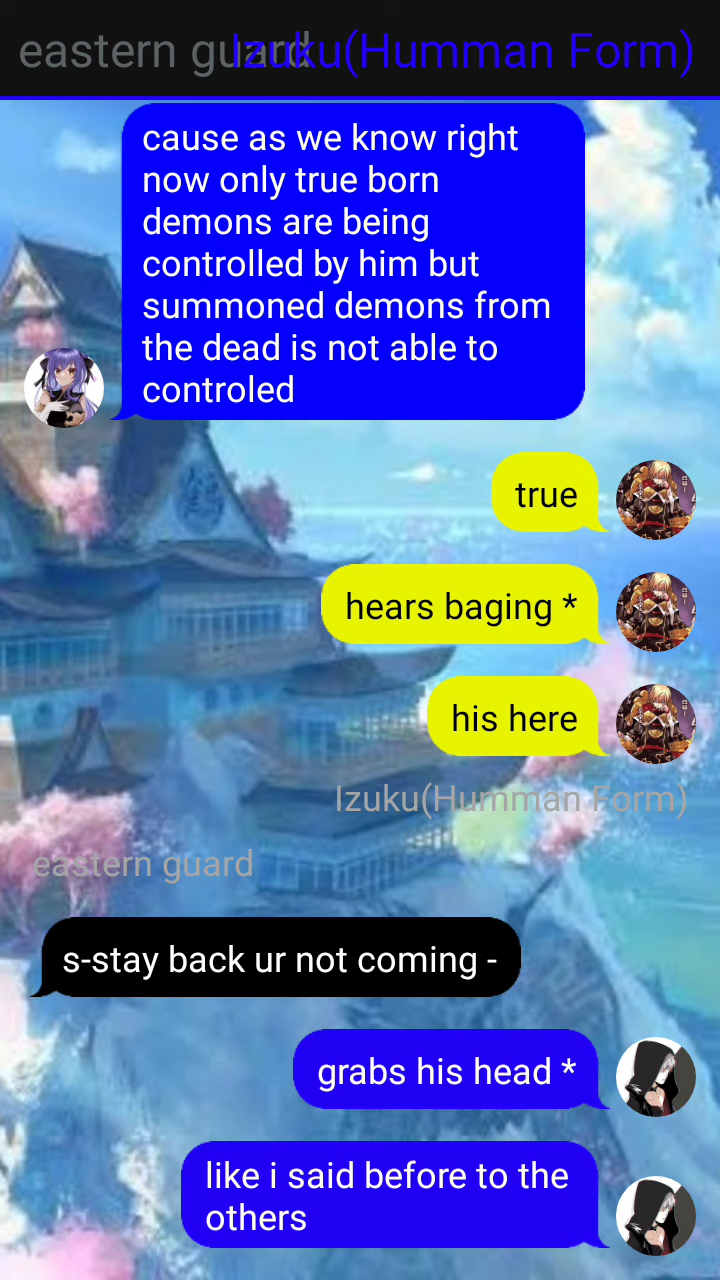 eastern guard Izuku(Humman Form)
cause as we know right
now only true born
demons are being
controlled by him but
summoned demons from
the dead is not able to
controled
true
hears baging *
his here
Izuku(Humman Form)
eastern guard
s-stay back ur not coming -
grabs his head *
like i said before to the
others